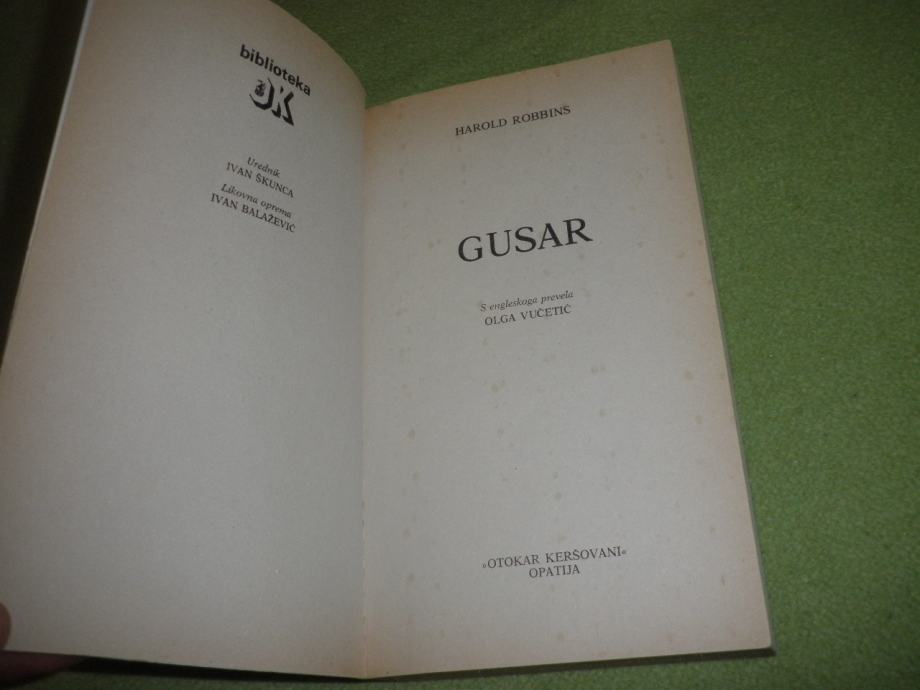 biblioteka
OK
Urednik
IVAN ŠKUNCA
Likovna oprema
IVAN BALAŽEVIĆ
HAROLD ROBBINS
GUSAR
S engleskoga prevela
OLGA VUČETIĆ
»OTOKAR KERŠOVANI«
OPATIJA